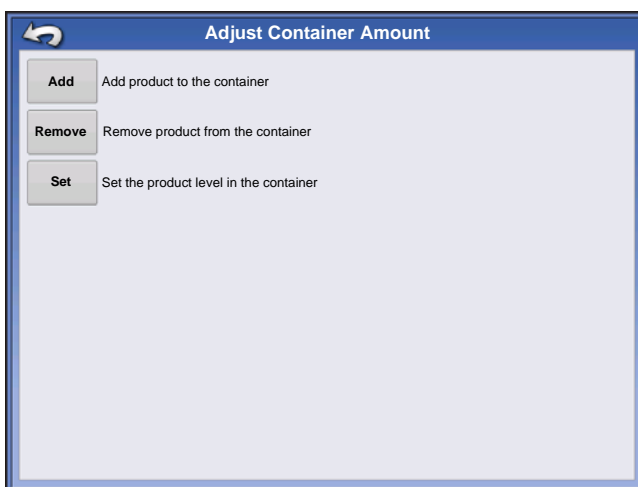 Adjust Container Amount
Add Add product to the container
Remove Remove product from the container
Set Set the product level in the container